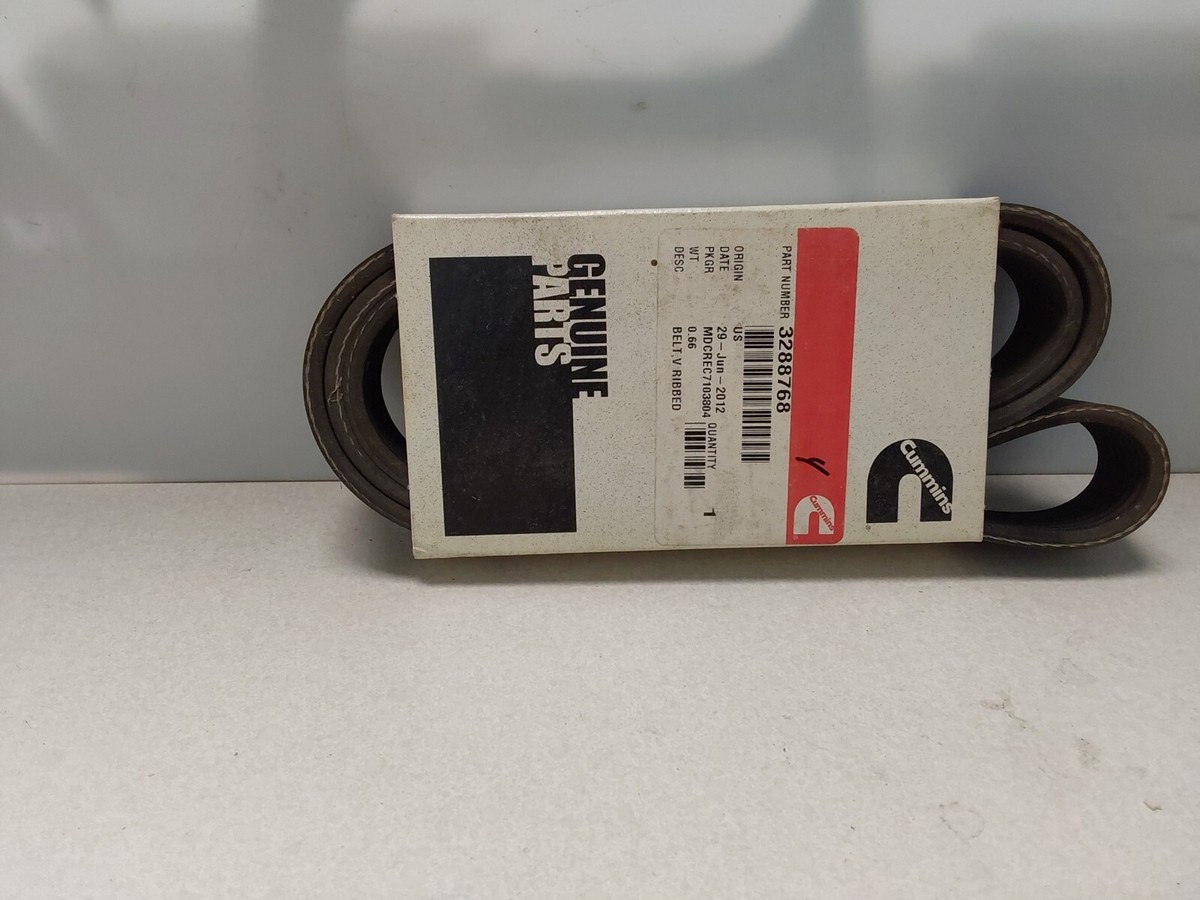 Cummins
®
Cummins
®
PART NUMBER 3288768
ORIGIN US
DATE 29-Jun-2012
PKGR MDCREC7103804 QUANTITY 1
WT 0.66
DESC BELT,V RIBBED
GENUINE
PARTS